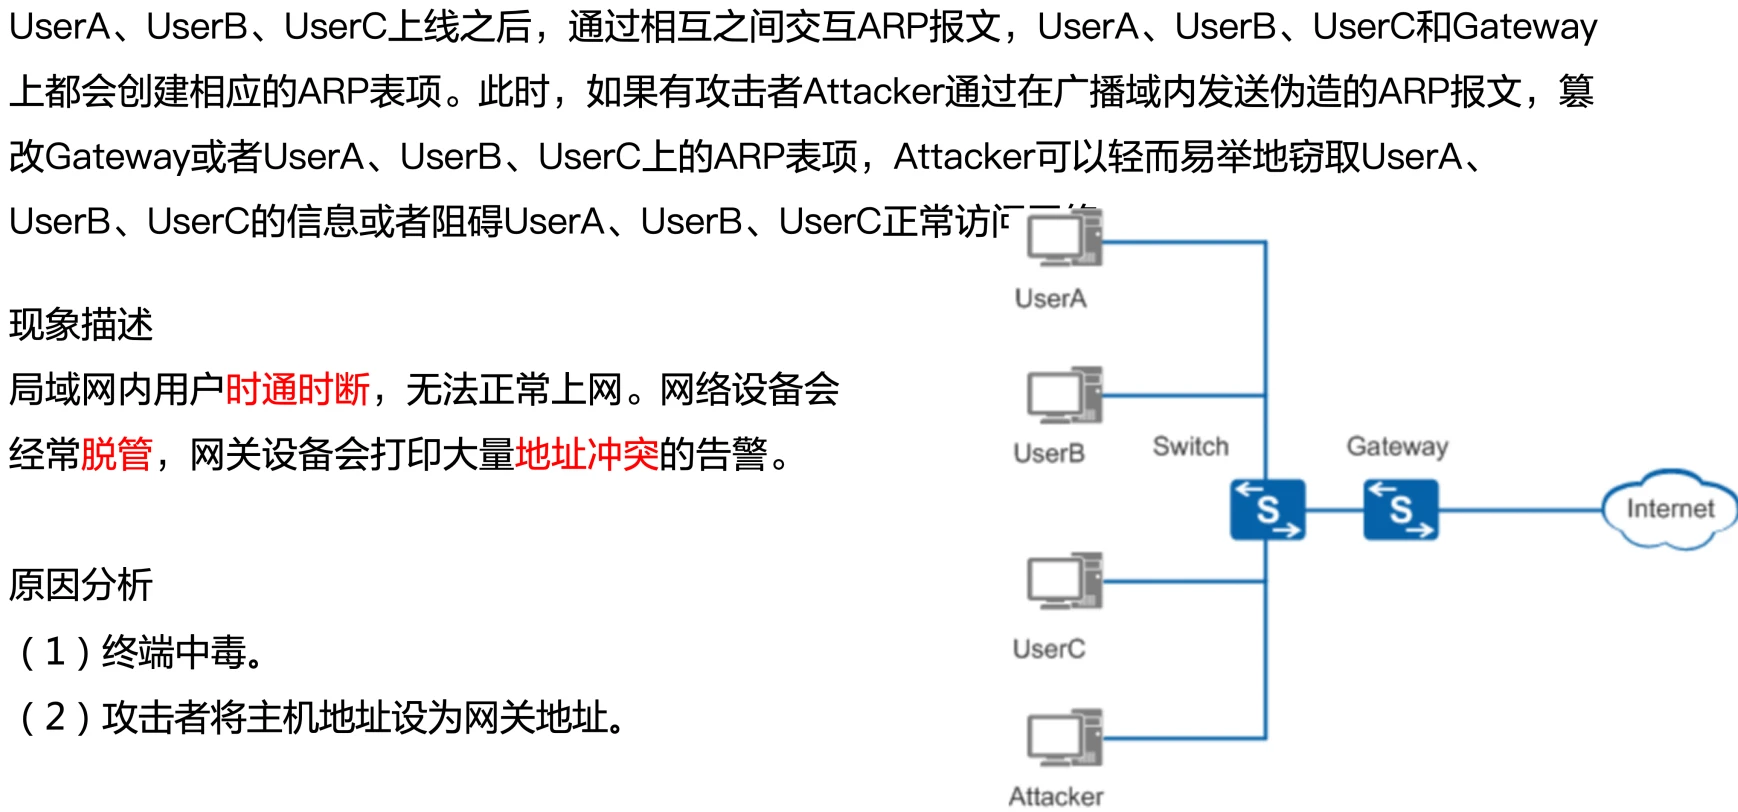 UserA、UserB、UserC上线之后，通过相互之间交互ARP报文，UserA、UserB、UserC和Gateway
上都会创建相应的ARP表项。此时，如果有攻击者Attacker通过在广播域内发送伪造的ARP报文，篡
改Gateway或者UserA、UserB、UserC上的ARP表项，Attacker可以轻而易举地窃取UserA、
UserB、UserC的信息或者阻碍UserA、UserB、UserC正常访
UserA
现象描述
局域网内用户时通时断，无法正常上网。网络设备会
经常脱管，网关设备会打印大量地址冲突的告警。
UserB
Switch
Gateway
S
S
Internet
原因分析
（1）终端中毒。
UserC
（2）攻击者将主机地址设为网关地址。
Attacker